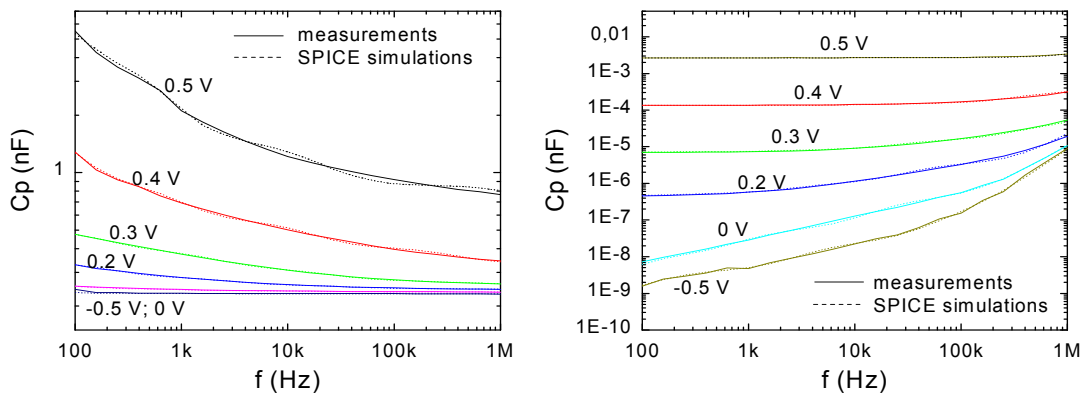 measurements
SPICE simulations
0.5 V
Cp (nF)
1
0.4 V
0.3 V
0.2 V
-0.5 V; 0 V
100 1k 10k 100k 1M
f (Hz)
0,01
1E-3
1E-4
1E-5
1E-6
1E-7
1E-8
1E-9
1E-10
Cp (nF)
0.5 V
0.4 V
0.3 V
0.2 V
0 V
-0.5 V
measurements
SPICE simulations
100 1k 10k 100k 1M
f (Hz)